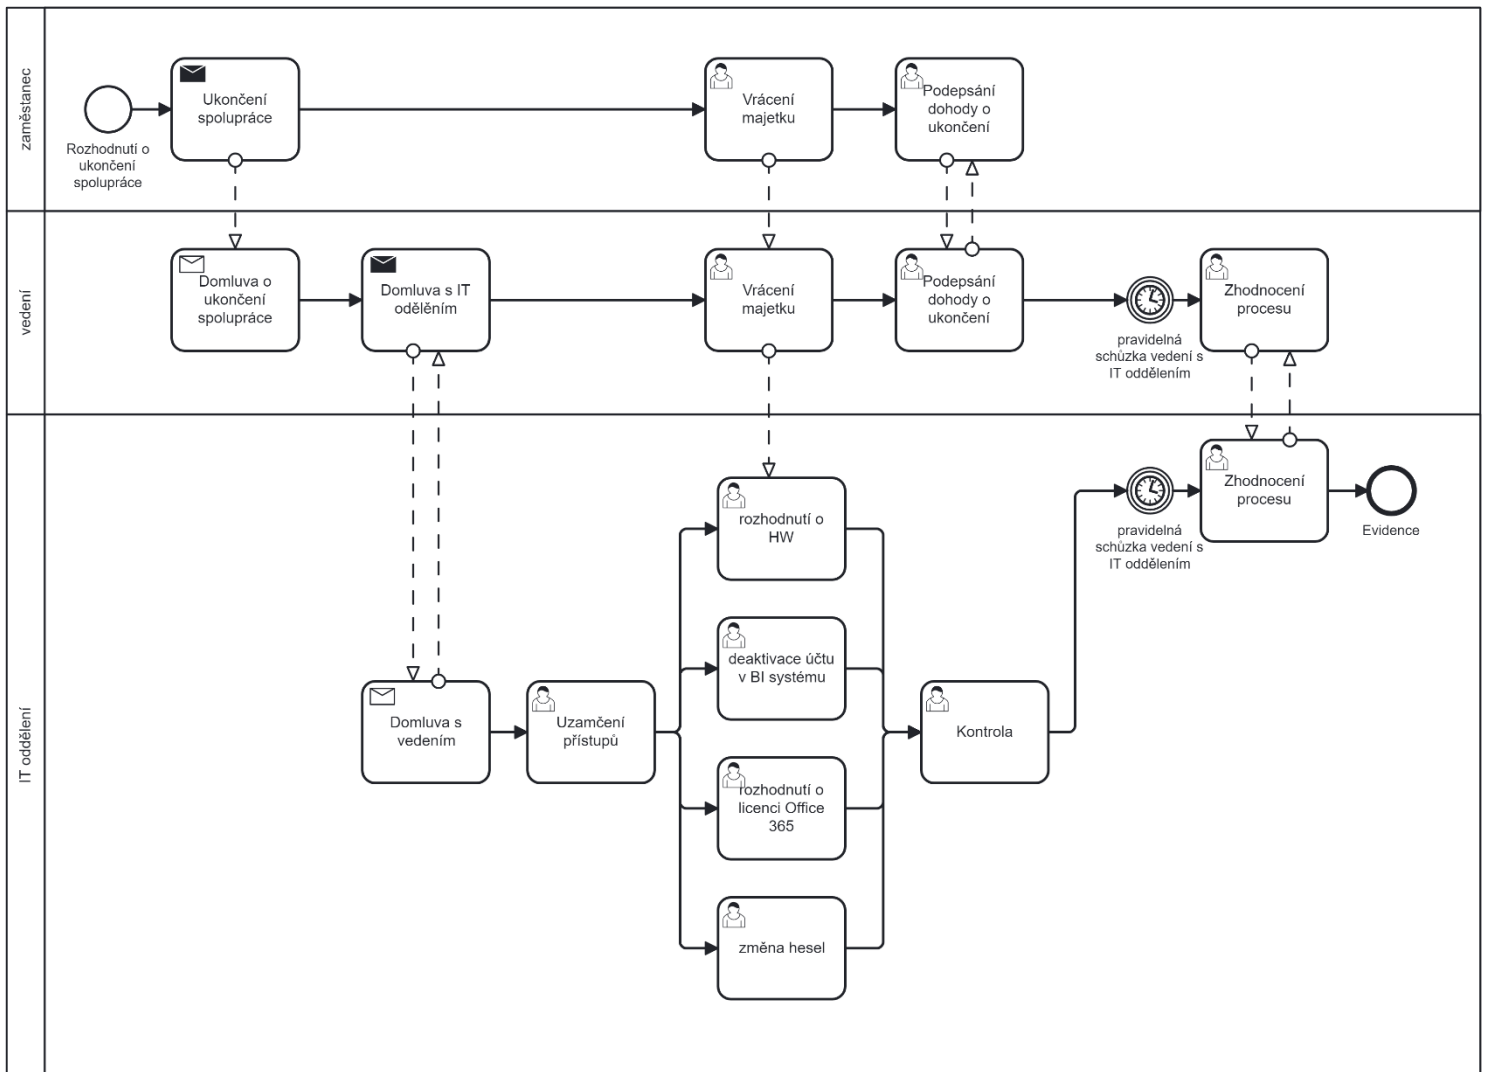 zaměstanec
Rozhodnutí o
ukončení
spolupráce
Ukončení
spolupráce
Vrácení
majetku
Podepsání
dohody o
ukončení
vedení
Domluva o
ukončení
spolupráce
Domluva s IT
odělěním
Vrácení
majetku
Podepsání
dohody o
ukončení
pravidelná
schůzka vedení s
IT oddělením
Zhodnocení
procesu
IT oddělení
Domluva s
vedením
Uzamčení
přístupů
rozhodnutí o
HW
deaktivace účtu
v BI systému
rozhodnutí o
licenci Office
365
změna hesel
Kontrola
pravidelná
schůzka vedení s
IT oddělením
Zhodnocení
procesu
Evidence